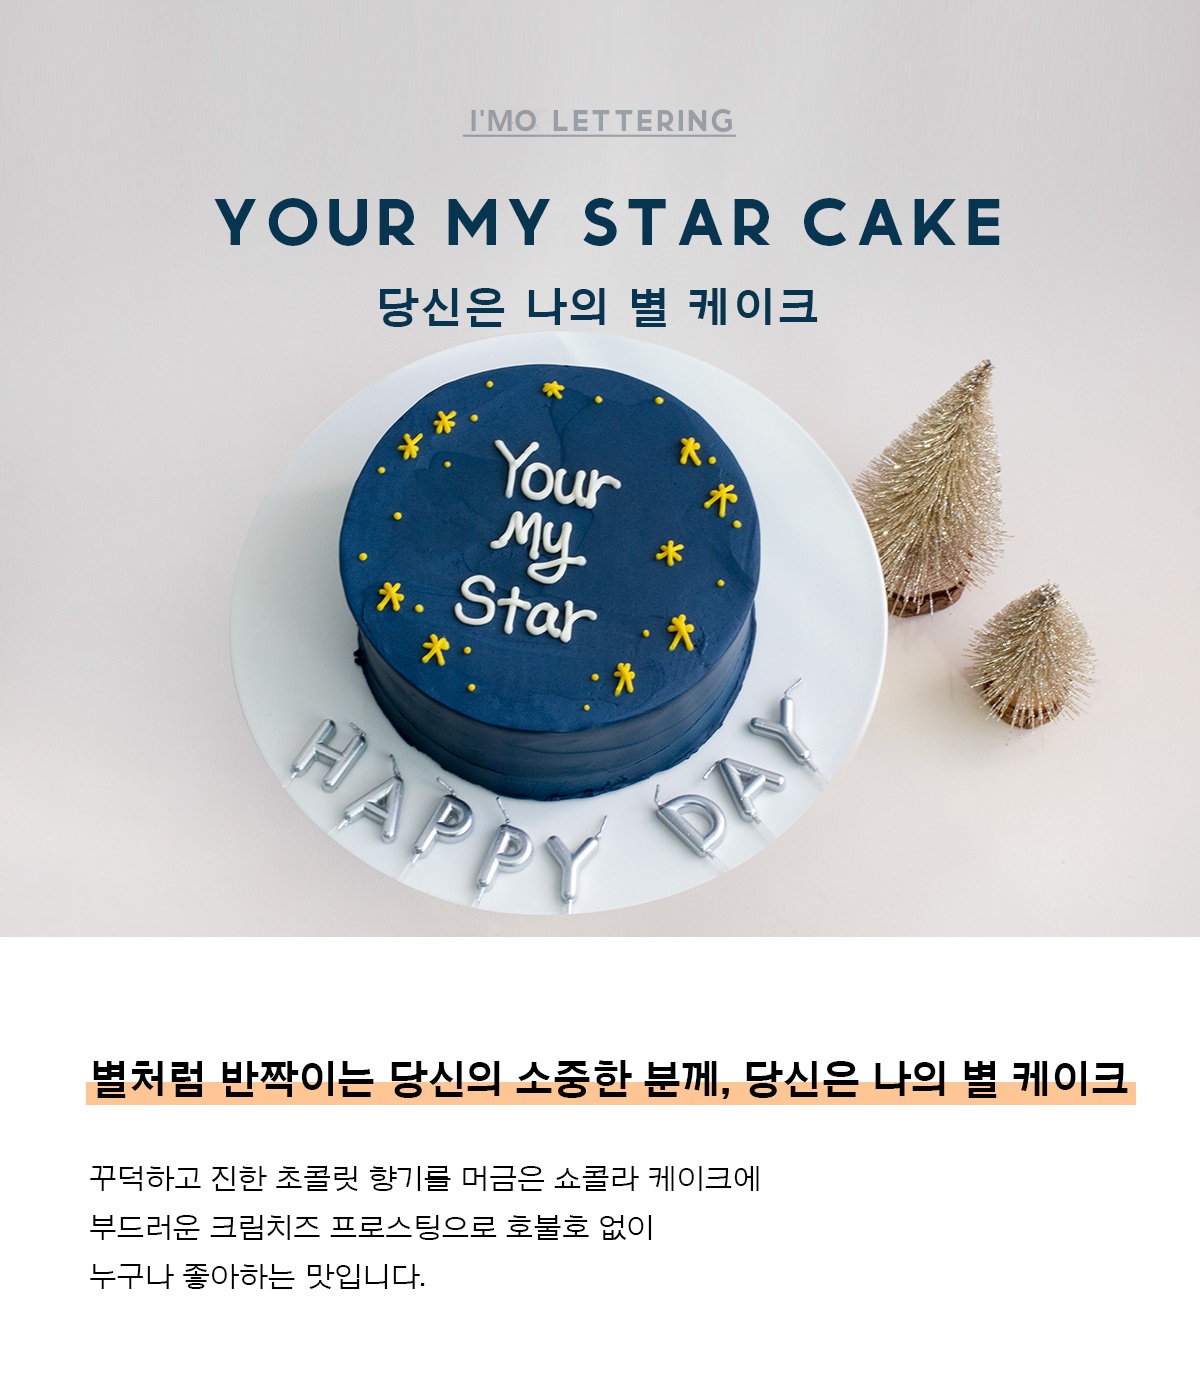 I'MO LETTERING
YOUR MY STAR CAKE
당신은 나의 별 케이크
Your
My
Star
HAPPY DAY
별처럼 반짝이는 당신의 소중한 분께, 당신은 나의 별 케이크
꾸덕하고 진한 초콜릿 향기를 머금은 쇼콜라 케이크에
부드러운 크림치즈 프로스팅으로 호불호 없이
누구나 좋아하는 맛입니다.